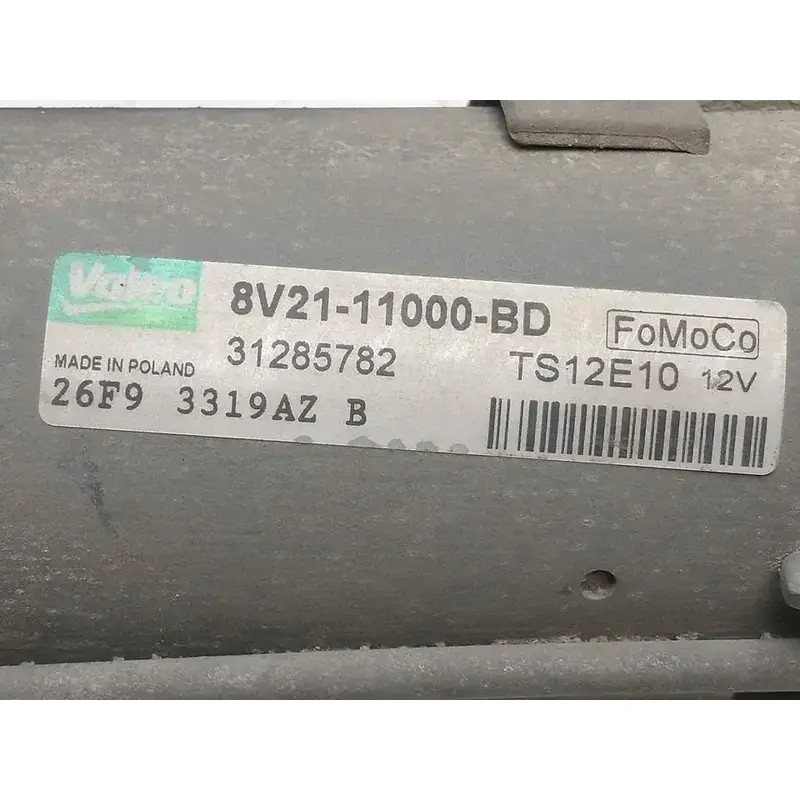 Valeo
8V21-11000-BD
FoMoCo
31285782
TS12E10 12V
MADE IN POLAND
26F9 3319AZ B